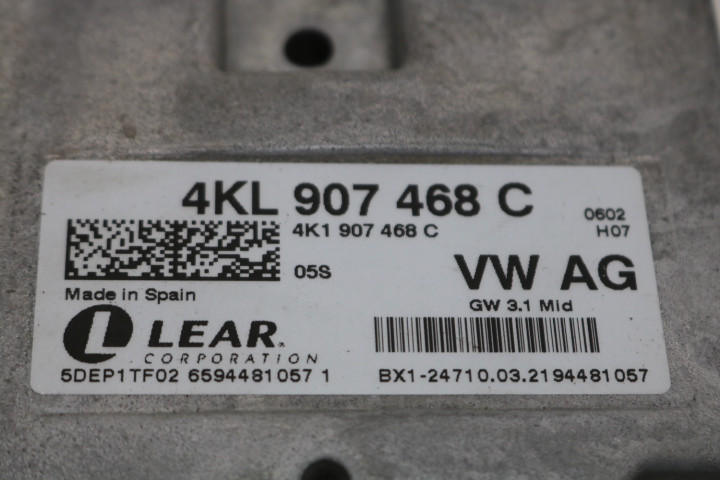 4KL 907 468 C
0602
4K1 907 468 C
H07
05S
VW AG
Made in Spain
GW 3.1 Mid
LEAR.
CORPORATION
5DEP1TF02 6594481057 1
BX1-24710.03.2194481057